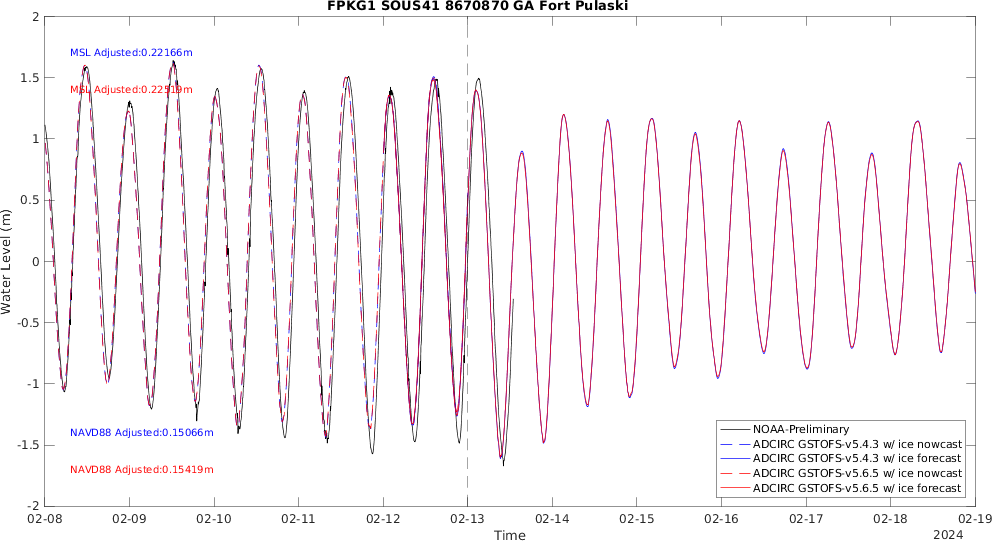 FPKG1 SOUS41 8670870 GA Fort Pulaski
2
1.5
1
0.5
0
-0.5
-1
-1.5
-2
Water Level (m)
MSL Adjusted:0.22166m
MSL Adjusted:0.22519m
NAVD88 Adjusted:0.15066m
NAVD88 Adjusted:0.15419m
NOAA-Preliminary
ADCIRC GSTOFS-v5.4.3 w/ ice nowcast
ADCIRC GSTOFS-v5.4.3 w/ ice forecast
ADCIRC GSTOFS-v5.6.5 w/ ice nowcast
ADCIRC GSTOFS-v5.6.5 w/ ice forecast
02-08 02-09 02-10 02-11 02-12 02-13 02-14 02-15 02-16 02-17 02-18 02-19
Time
2024